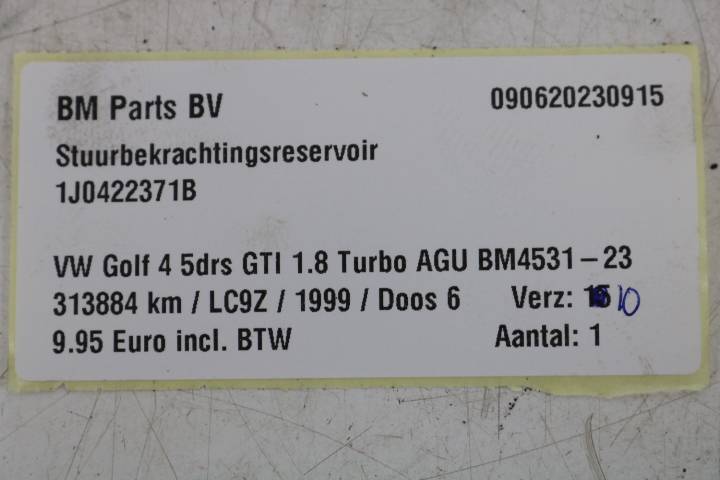 BM Parts BV 090620230915
Stuurbekrachtingsreservoir
1J0422371B
VW Golf 4 5drs GTI 1.8 Turbo AGU BM4531-23
313884 km / LC9Z / 1999 / Doos 6 Verz: 10
9.95 Euro incl. BTW Aantal: 1